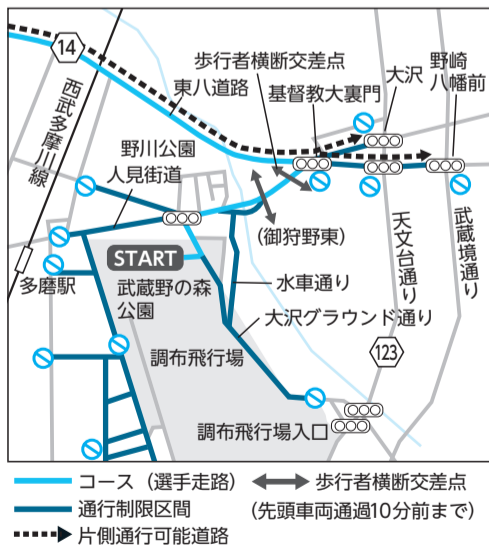 14
西武多摩川線
東八道路
歩行者横断交差点
基督教大裏門
大沢
野崎
八幡前
野川公園
人見街道
(御狩野東)
START
武蔵野の森
公園
多磨駅
水車通り
大沢グラウンド通り
天文台通り
武蔵境通り
123
調布飛行場
調布飛行場入口
コース（選手走路）
歩行者横断交差点
通行制限区間
(先頭車両通過10分前まで)
片側通行可能道路